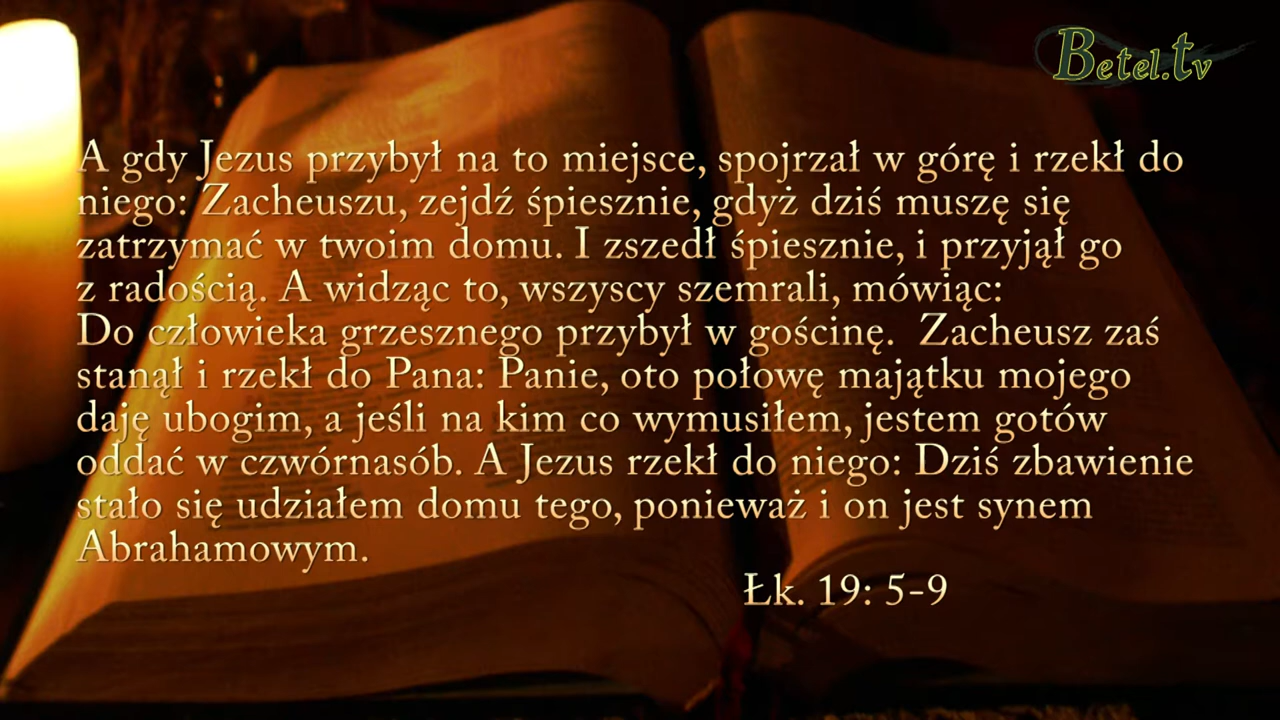 Betel.tv
A gdy Jezus przybył na to miejsce, spojrzał w górę i rzekł do
niego: Zacheuszu, zejdź śpiesznie, gdyż dziś muszę się
zatrzymać w twoim domu. I zszedł śpiesznie, i przyjął go
z radością. A widząc to, wszyscy szemrali, mówiąc:
Do człowieka grzesznego przybył w gościnę.  Zacheusz zaś
stanął i rzekł do Pana: Panie, oto połowę majątku mojego
daję ubogim, a jeśli na kim co wymusiłem, jestem gotów
oddać w czwórnasób. A Jezus rzekł do niego: Dziś zbawienie
stało się udziałem domu tego, ponieważ i on jest synem
Abrahamowym.
Łk. 19: 5-9